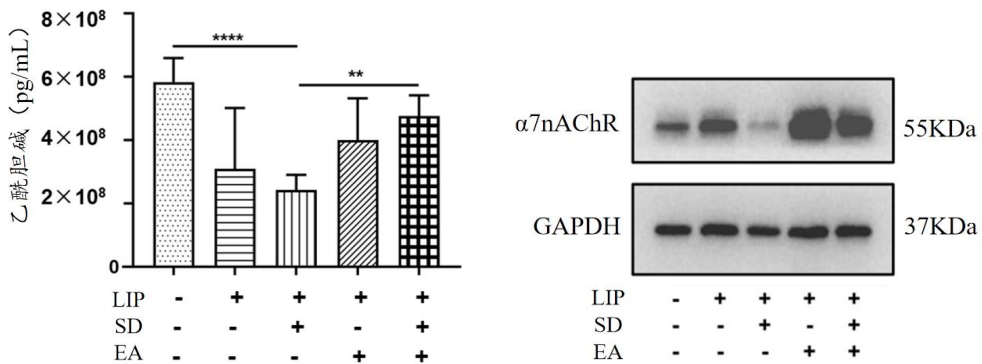 乙酰胆碱（pg/mL）
8×10⁸
6×10⁸
4×10⁸
2×10⁸
0
****
**
LIP - + + + +
SD - - + - +
EA - - - + +
α7nAChR 55KDa
GAPDH 37KDa
LIP - + + + +
SD - - + - +
EA - - - + +